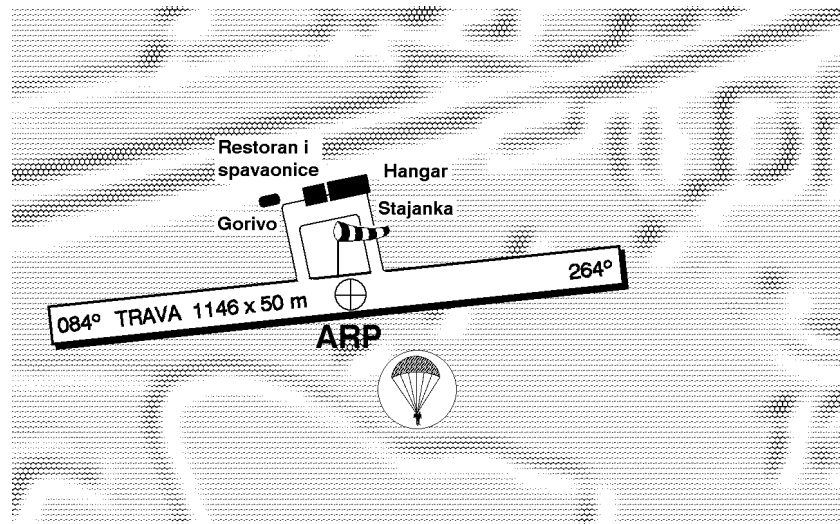 Restoran i
spavaonice
Hangar
Stajanka
Gorivo
084° TRAVA 1146 x 50 m
264°
ARP